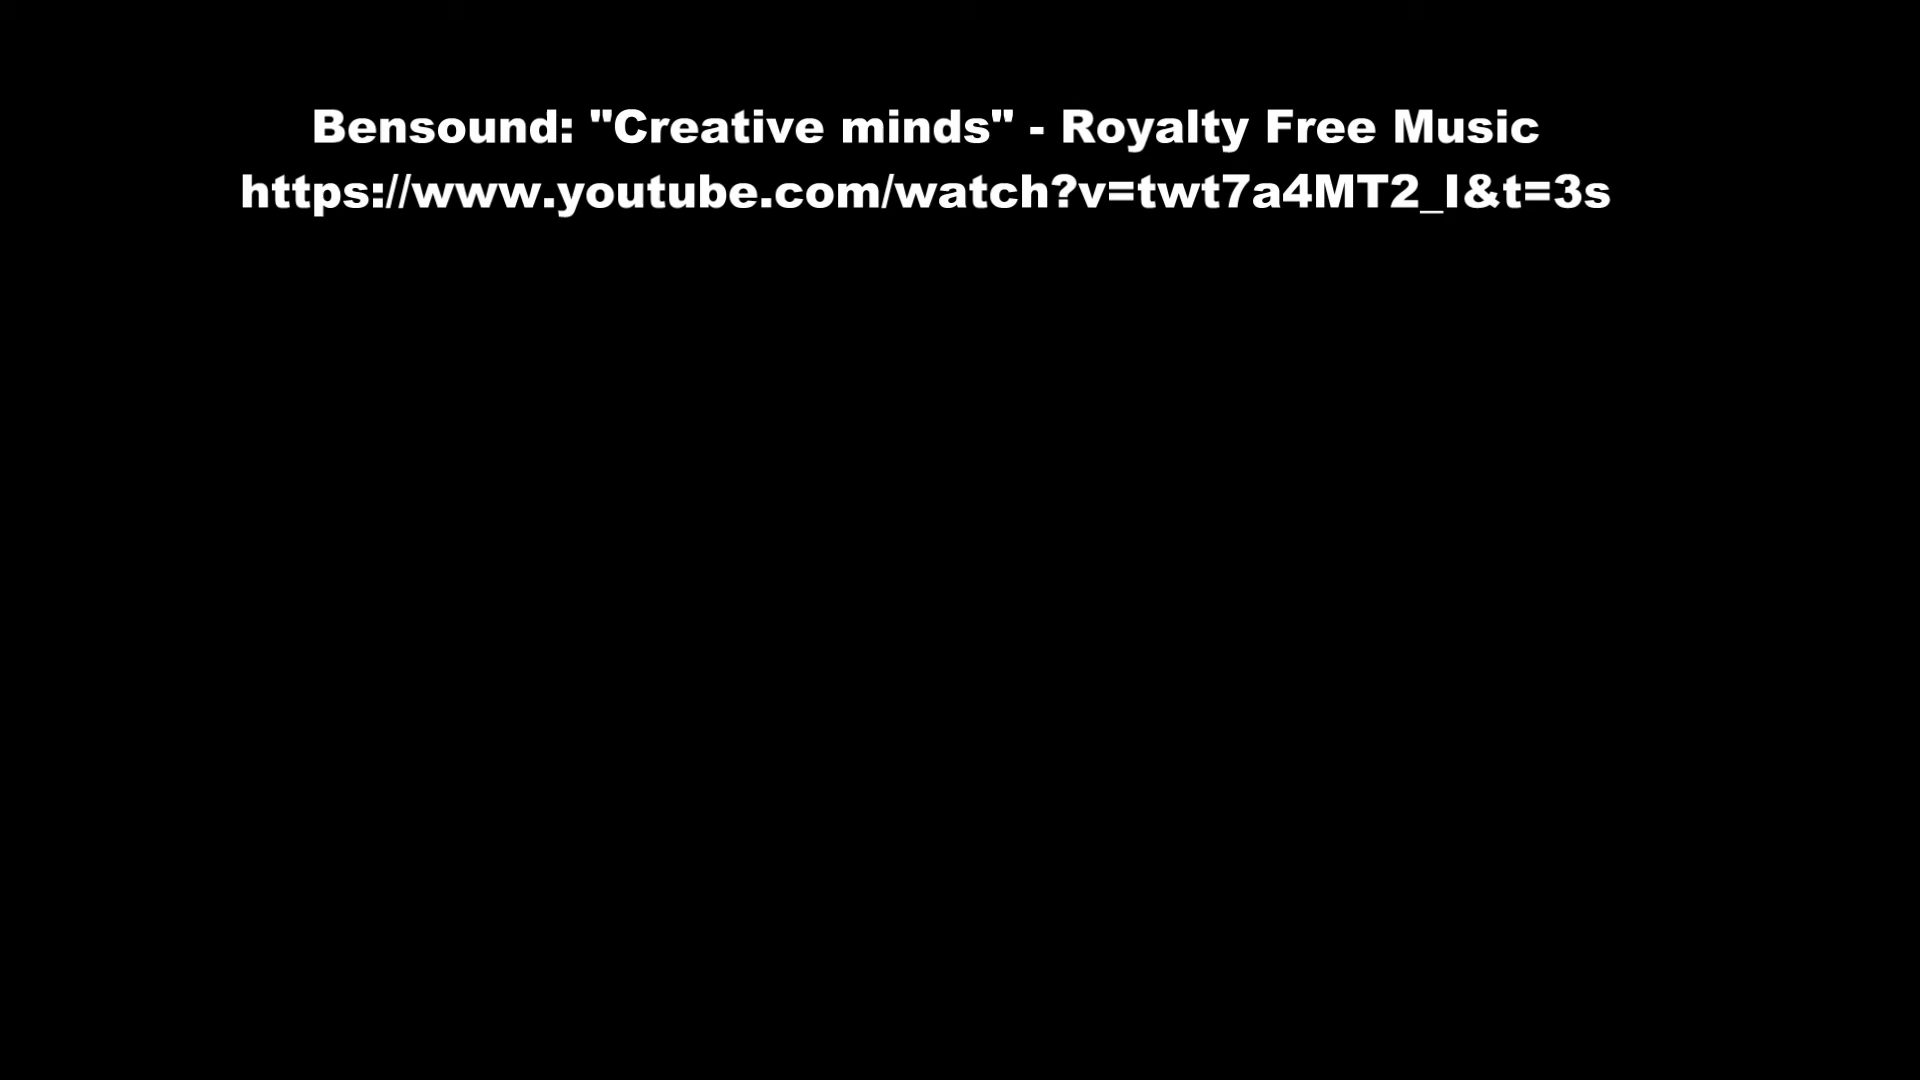 Bensound: "Creative minds" - Royalty Free Music
https://www.youtube.com/watch?v=twt7a4MT2_I&t=3s